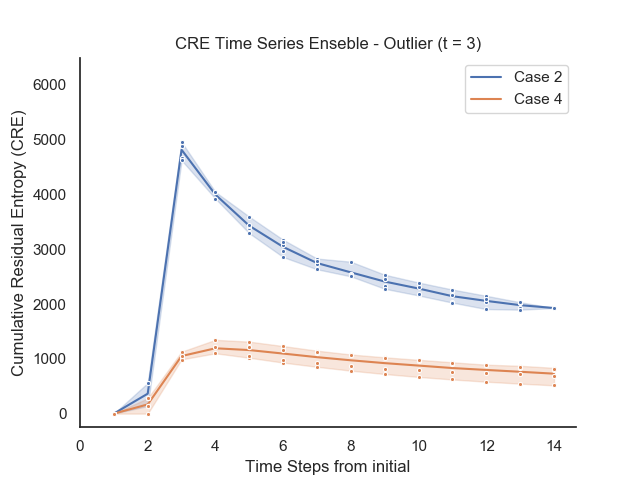 CRE Time Series Enseble - Outlier (t = 3)
Case 2
Case 4
Cumulative Residual Entropy (CRE)
6000
5000
4000
3000
2000
1000
0
0 2 4 6 8 10 12 14
Time Steps from initial